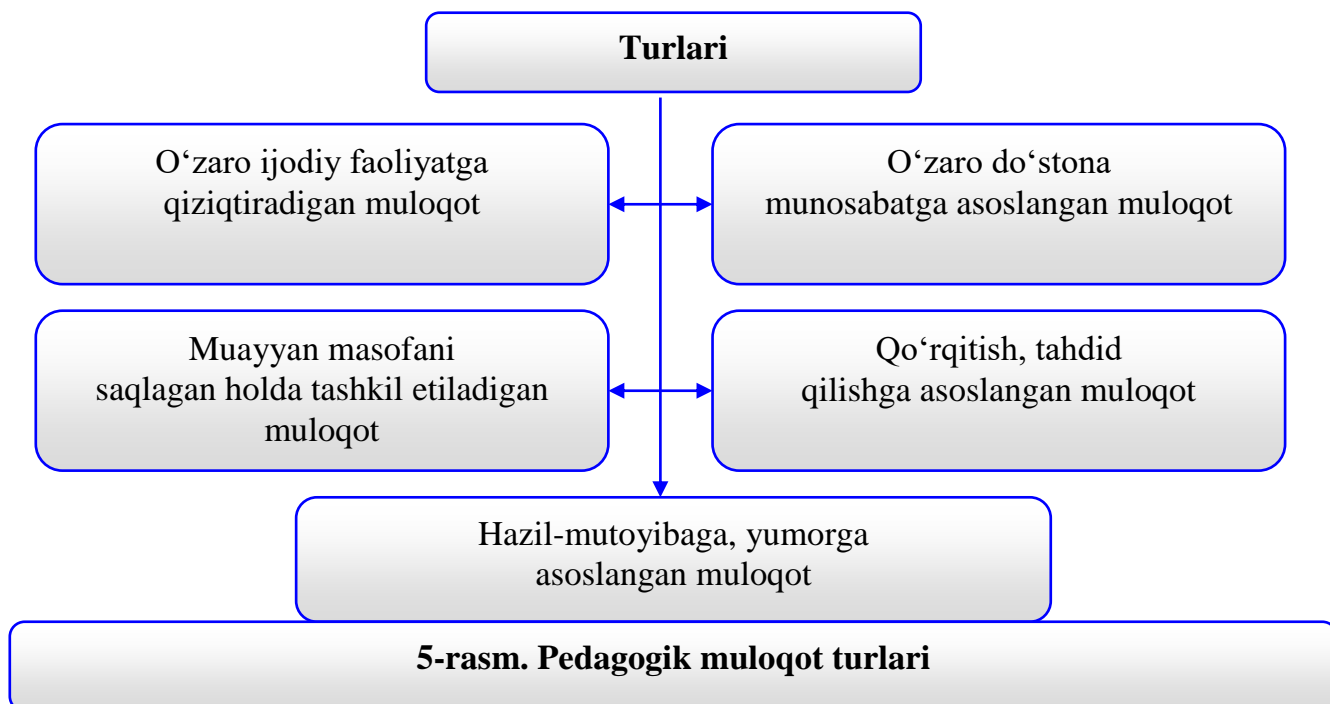 Turlari
O‘zaro ijodiy faoliyatga
qiziqtiradigan muloqot
O‘zaro do‘stona
munosabatga asoslangan muloqot
Muayyan masofani
saqlagan holda tashkil etiladigan
muloqot
Qo‘rqitish, tahdid
qilishga asoslangan muloqot
Hazil-mutoyibaga, yumorga
asoslangan muloqot
5-rasm. Pedagogik muloqot turlari